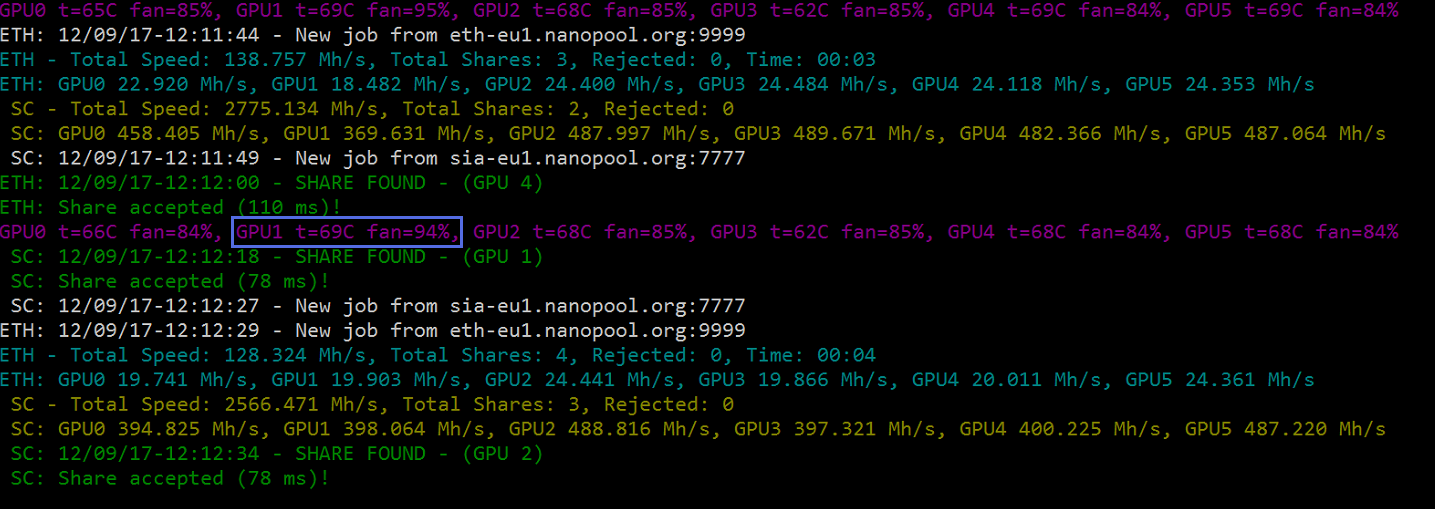 GPU0 t=65C fan=85%, GPU1 t=69C fan=95%, GPU2 t=68C fan=85%, GPU3 t=62C fan=85%, GPU4 t=69C fan=84%, GPU5 t=69C fan=84%
ETH: 12/09/17-12:11:44 - New job from eth-eu1.nanopool.org:9999
ETH - Total Speed: 138.757 Mh/s, Total Shares: 3, Rejected: 0, Time: 00:03
ETH: GPU0 22.920 Mh/s, GPU1 18.482 Mh/s, GPU2 24.400 Mh/s, GPU3 24.484 Mh/s, GPU4 24.118 Mh/s, GPU5 24.353 Mh/s
SC - Total Speed: 2775.134 Mh/s, Total Shares: 2, Rejected: 0
SC: GPU0 458.405 Mh/s, GPU1 369.631 Mh/s, GPU2 487.997 Mh/s, GPU3 489.671 Mh/s, GPU4 482.366 Mh/s, GPU5 487.064 Mh/s
SC: 12/09/17-12:11:49 - New job from sia-eu1.nanopool.org:7777
ETH: 12/09/17-12:12:00 - SHARE FOUND - (GPU 4)
ETH: Share accepted (110 ms)!
GPU0 t=66C fan=84%, GPU1 t=69C fan=94%, GPU2 t=68C fan=85%, GPU3 t=62C fan=85%, GPU4 t=68C fan=84%, GPU5 t=68C fan=84%
SC: 12/09/17-12:12:18 - SHARE FOUND - (GPU 1)
SC: Share accepted (78 ms)!
SC: 12/09/17-12:12:27 - New job from sia-eu1.nanopool.org:7777
ETH: 12/09/17-12:12:29 - New job from eth-eu1.nanopool.org:9999
ETH - Total Speed: 128.324 Mh/s, Total Shares: 4, Rejected: 0, Time: 00:04
ETH: GPU0 19.741 Mh/s, GPU1 19.903 Mh/s, GPU2 24.441 Mh/s, GPU3 19.866 Mh/s, GPU4 20.011 Mh/s, GPU5 24.361 Mh/s
SC - Total Speed: 2566.471 Mh/s, Total Shares: 3, Rejected: 0
SC: GPU0 394.825 Mh/s, GPU1 398.064 Mh/s, GPU2 488.816 Mh/s, GPU3 397.321 Mh/s, GPU4 400.225 Mh/s, GPU5 487.220 Mh/s
SC: 12/09/17-12:12:34 - SHARE FOUND - (GPU 2)
SC: Share accepted (78 ms)!